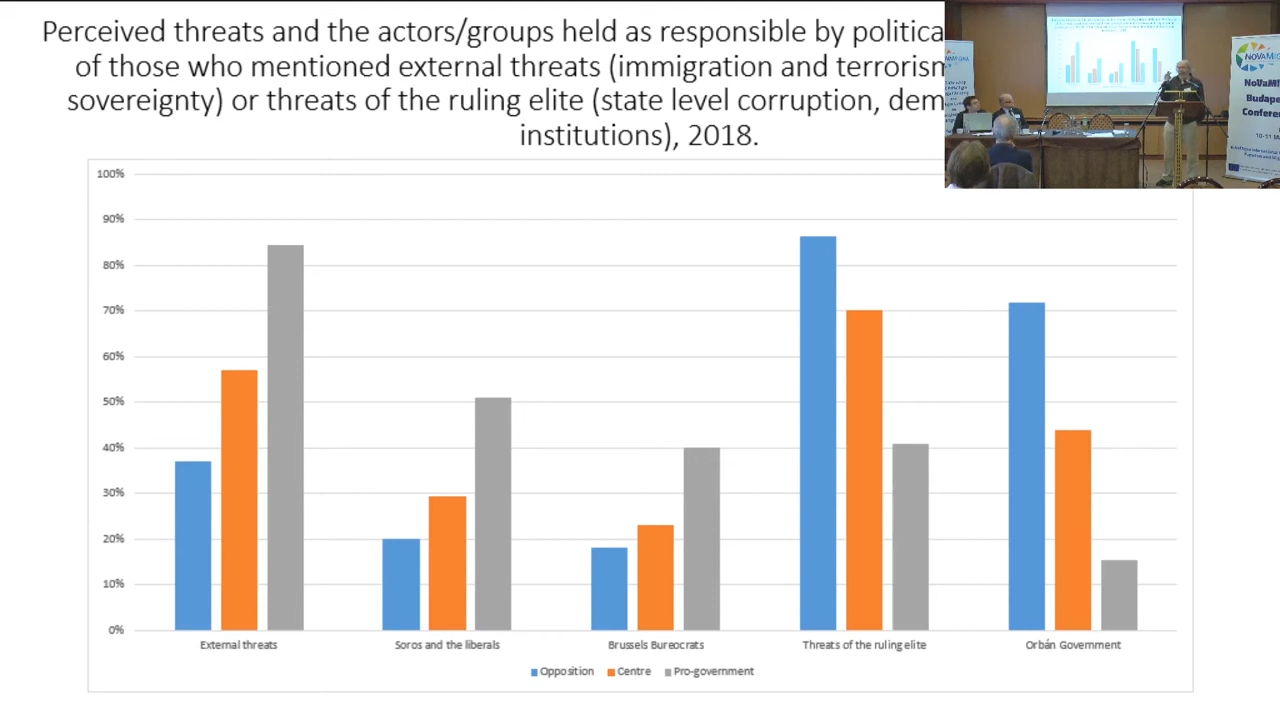 Perceived threats and the actors/groups held as responsible by politica
of those who mentioned external threats (immigration and terrorism
sovereignty) or threats of the ruling elite (state level corruption, dem
institutions), 2018.
100%
90%
80%
70%
60%
50%
40%
30%
20%
10%
0%
External threats
Soros and the liberals
Brussels Bureocrats
Threats of the ruling elite
Orbán Government
Opposition
Centre
Pro-government